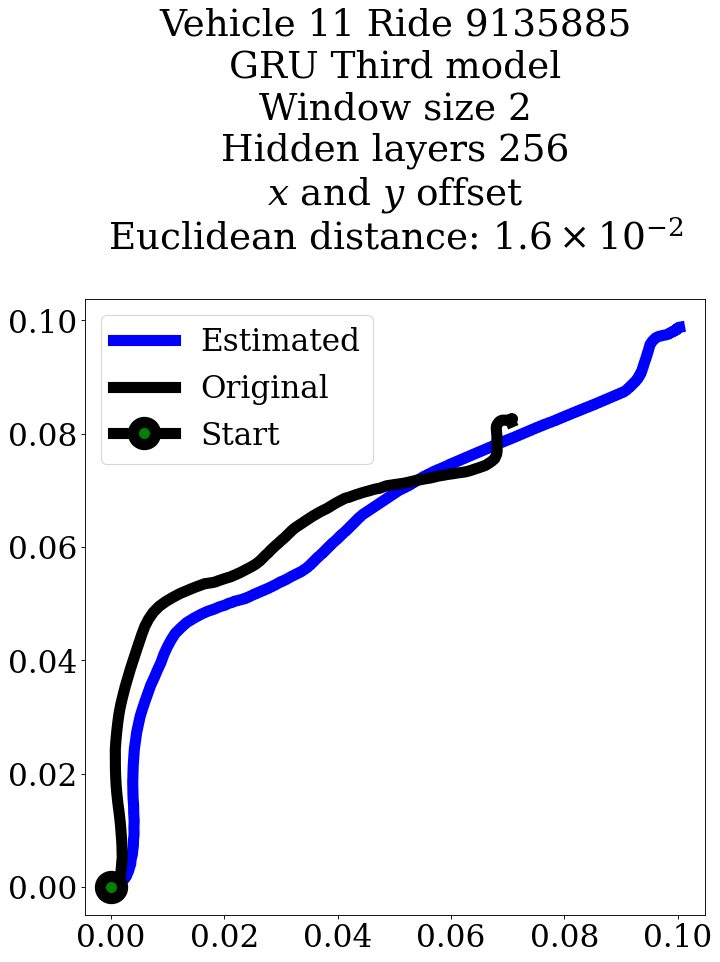 Vehicle 11 Ride 9135885
GRU Third model
Window size 2
Hidden layers 256
x and y offset
Euclidean distance: 1.6 × 10⁻²
Estimated
Original
Start
0.10
0.08
0.06
0.04
0.02
0.00
0.00 0.02 0.04 0.06 0.08 0.10